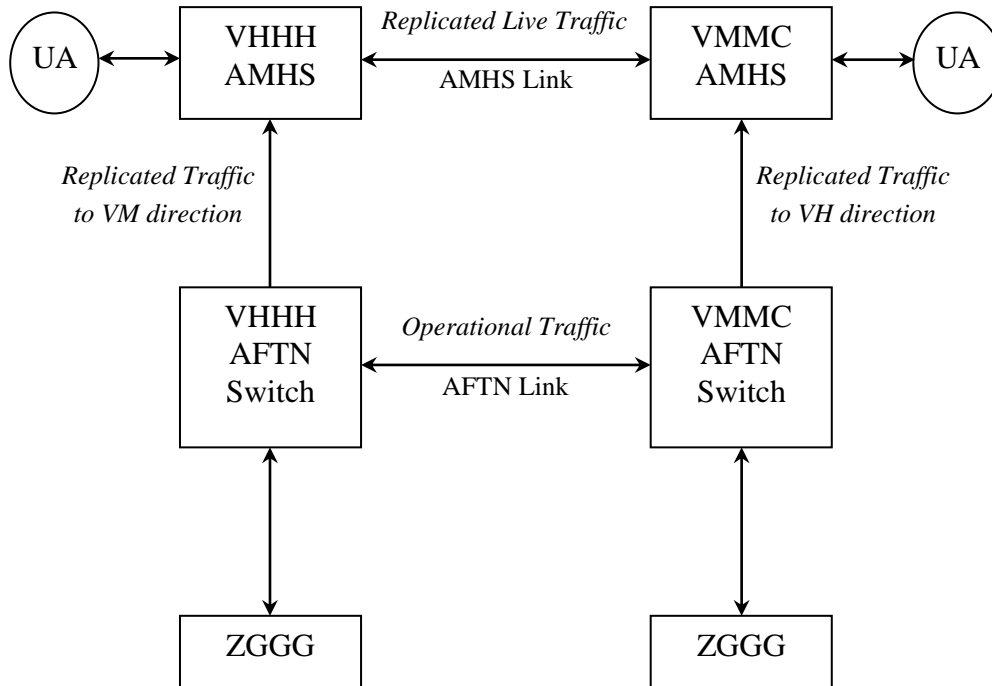 Replicated Live Traffic
UA
VHHH
AMHS
AMHS Link
VMMC
AMHS
UA
Replicated Traffic
to VM direction
Replicated Traffic
to VH direction
VHHH
AFTN
Switch
Operational Traffic
AFTN Link
VMMC
AFTN
Switch
ZGGG
ZGGG